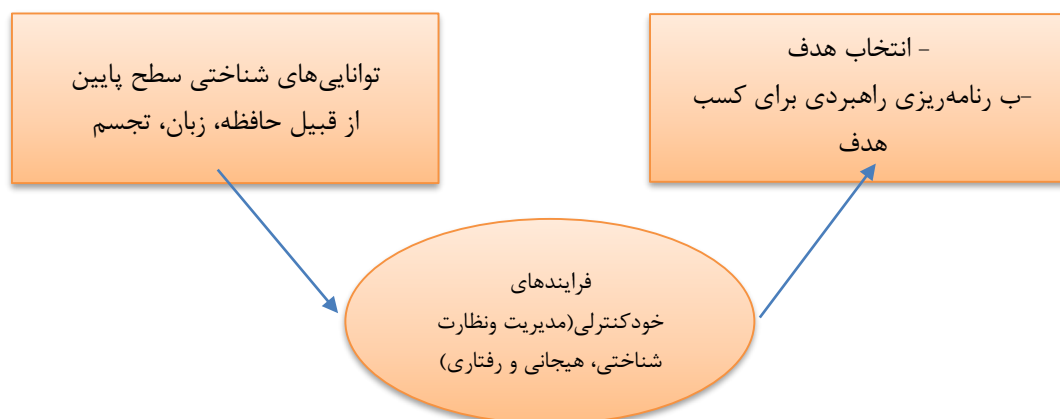 - انتخاب هدف
-ب رنامه‌ریزی راهبردی برای کسب
هدف
توانایی‌های شناختی سطح پایین
از قبیل حافظه، زبان، تجسم
فرایندهای
خودکنترلی(مدیریت ونظارت
شناختی، هیجانی و رفتاری)